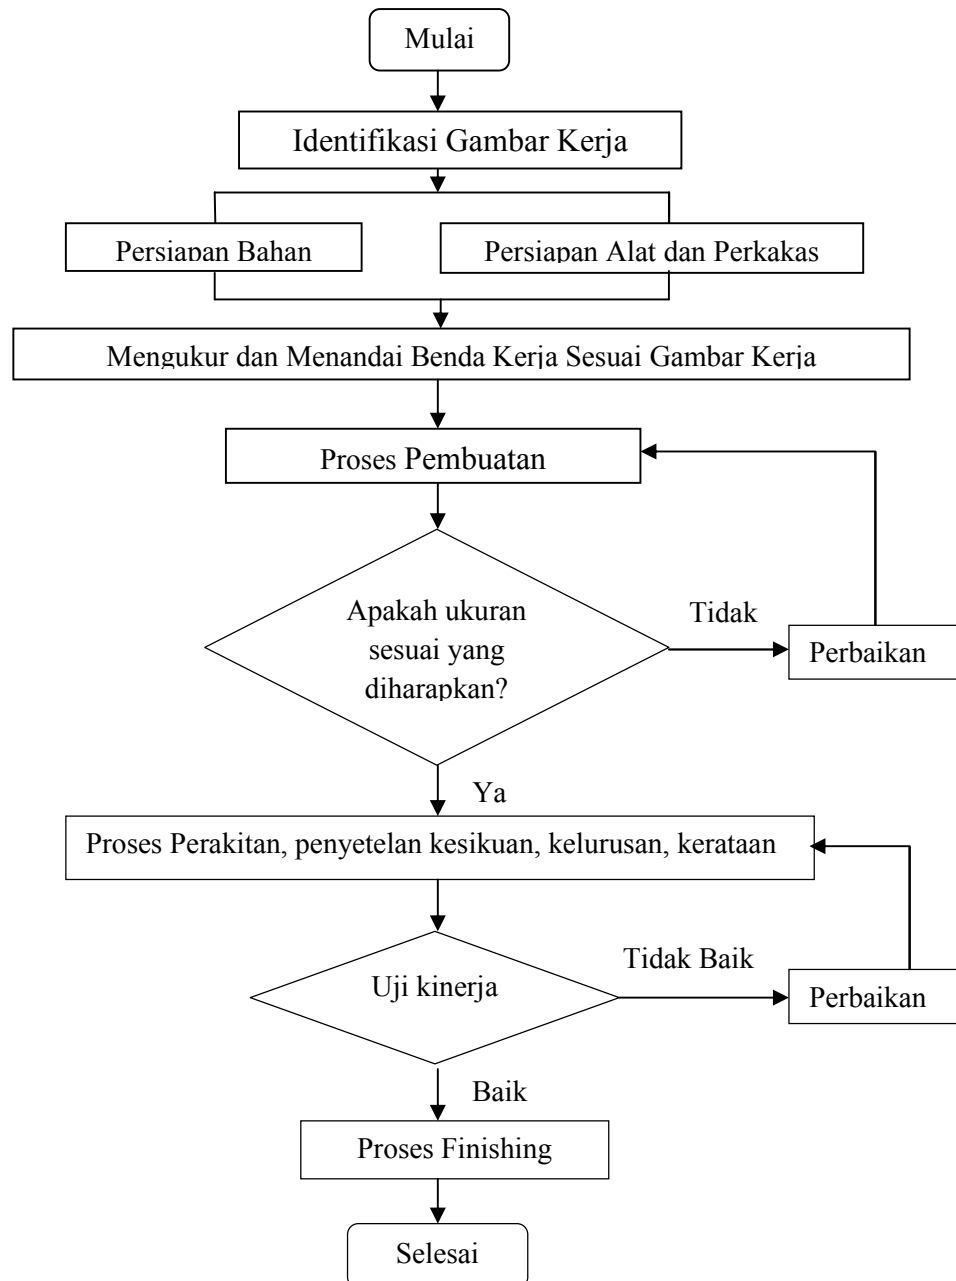 Mulai
Identifikasi Gambar Kerja
Persiapan Bahan
Persiapan Alat dan Perkakas
Mengukur dan Menandai Benda Kerja Sesuai Gambar Kerja
Proses Pembuatan
Apakah ukuran
sesuai yang
diharapkan?
Tidak
Perbaikan
Ya
Proses Perakitan, penyetelan kesikuan, kelurusan, kerataan
Uji kinerja
Tidak Baik
Perbaikan
Baik
Proses Finishing
Selesai